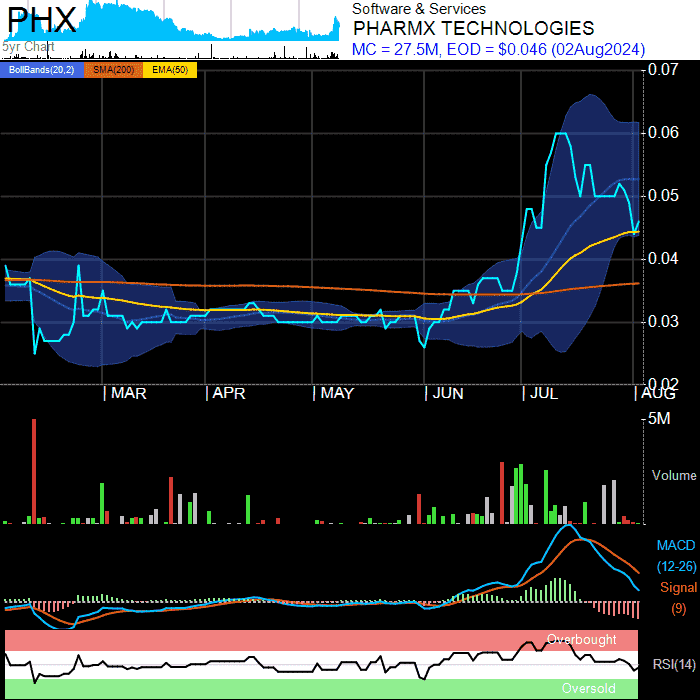 PHX
5yr Chart
Software & Services
PHARMX TECHNOLOGIES
MC = 27.5M, EOD = $0.046 (02Aug2024)
BollBands(20,2) SMA(200) EMA(50)
0.07
0.06
0.05
0.04
0.03
0.02
MAR APR MAY JUN JUL AUG
5M
Volume
MACD
(12-26)
Signal
(9)
Overbought
RSI(14)
Oversold